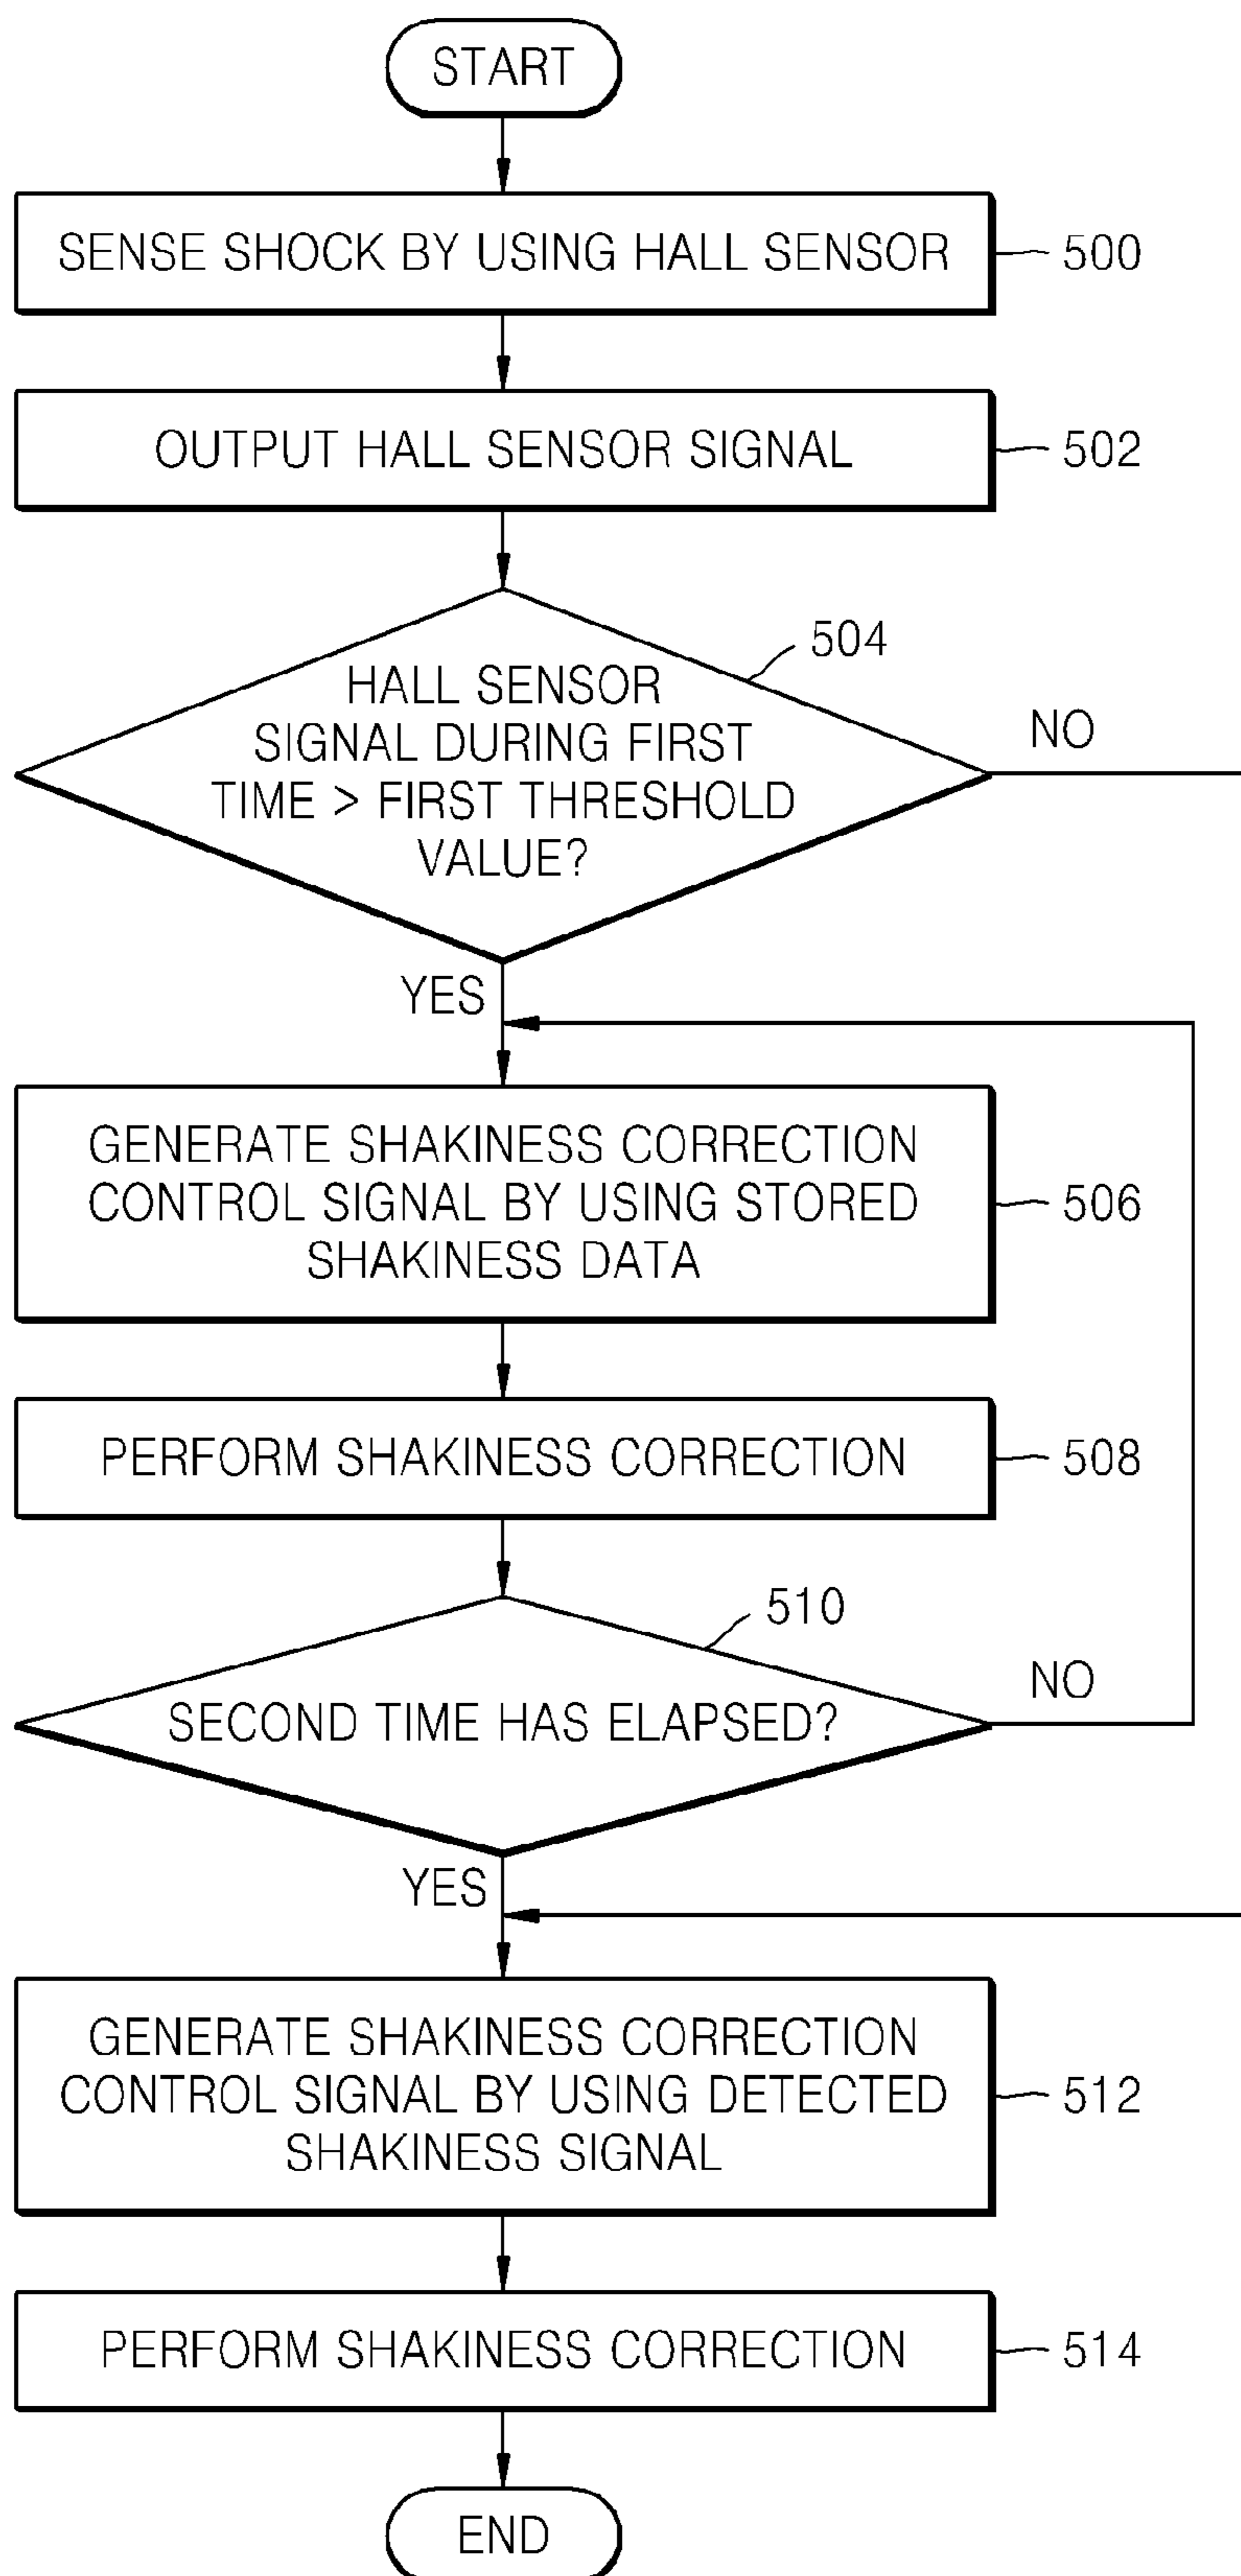 START
SENSE SHOCK BY USING HALL SENSOR
500
OUTPUT HALL SENSOR SIGNAL
502
504
HALL SENSOR
SIGNAL DURING FIRST
TIME > FIRST THRESHOLD
VALUE?
NO
YES
GENERATE SHAKINESS CORRECTION
CONTROL SIGNAL BY USING STORED
SHAKINESS DATA
506
PERFORM SHAKINESS CORRECTION
508
510
SECOND TIME HAS ELAPSED?
NO
YES
GENERATE SHAKINESS CORRECTION
CONTROL SIGNAL BY USING DETECTED
SHAKINESS SIGNAL
512
PERFORM SHAKINESS CORRECTION
514
END